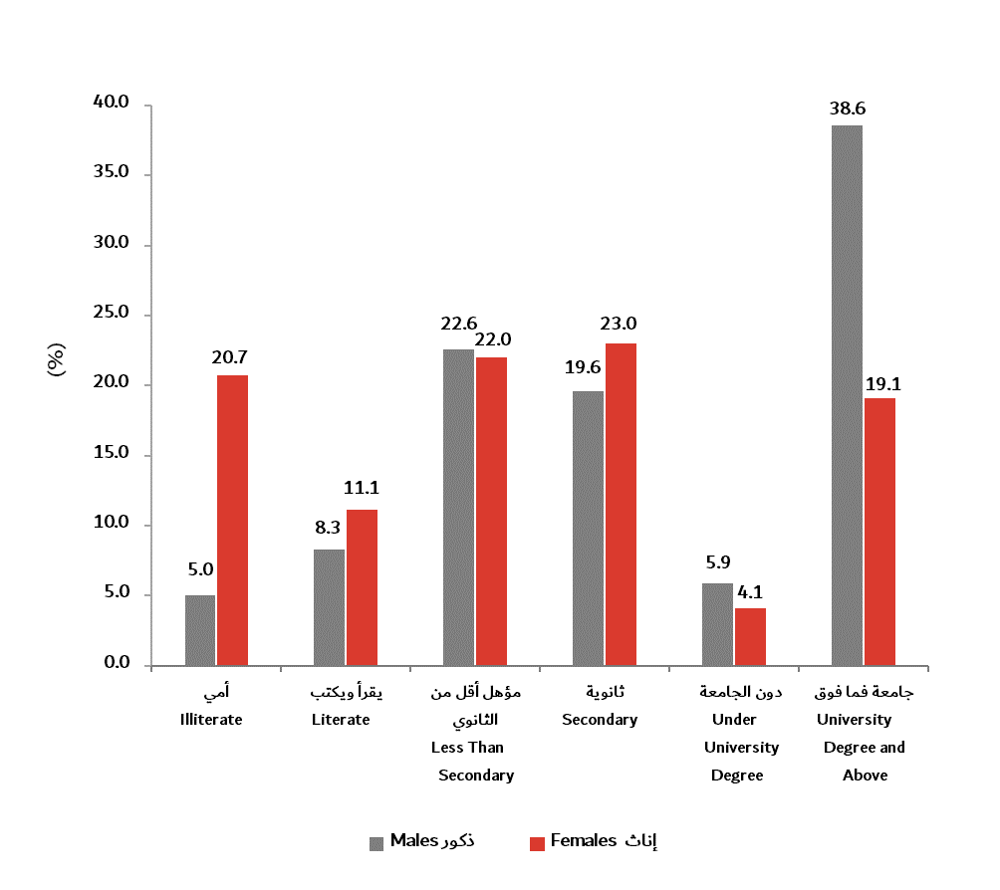 40.0
35.0
30.0
25.0
20.0
15.0
10.0
5.0
0.0
(%)
5.0
20.7
8.3
11.1
22.6
22.0
19.6
23.0
5.9
4.1
38.6
19.1
أمي
Illiterate
يقرأ ويكتب
Literate
مؤهل أقل من
الثانوي
Less Than
Secondary
ثانوية
Secondary
دون الجامعة
Under
University
Degree
جامعة فما فوق
University
Degree and
Above
Males ذكور
Females إناث